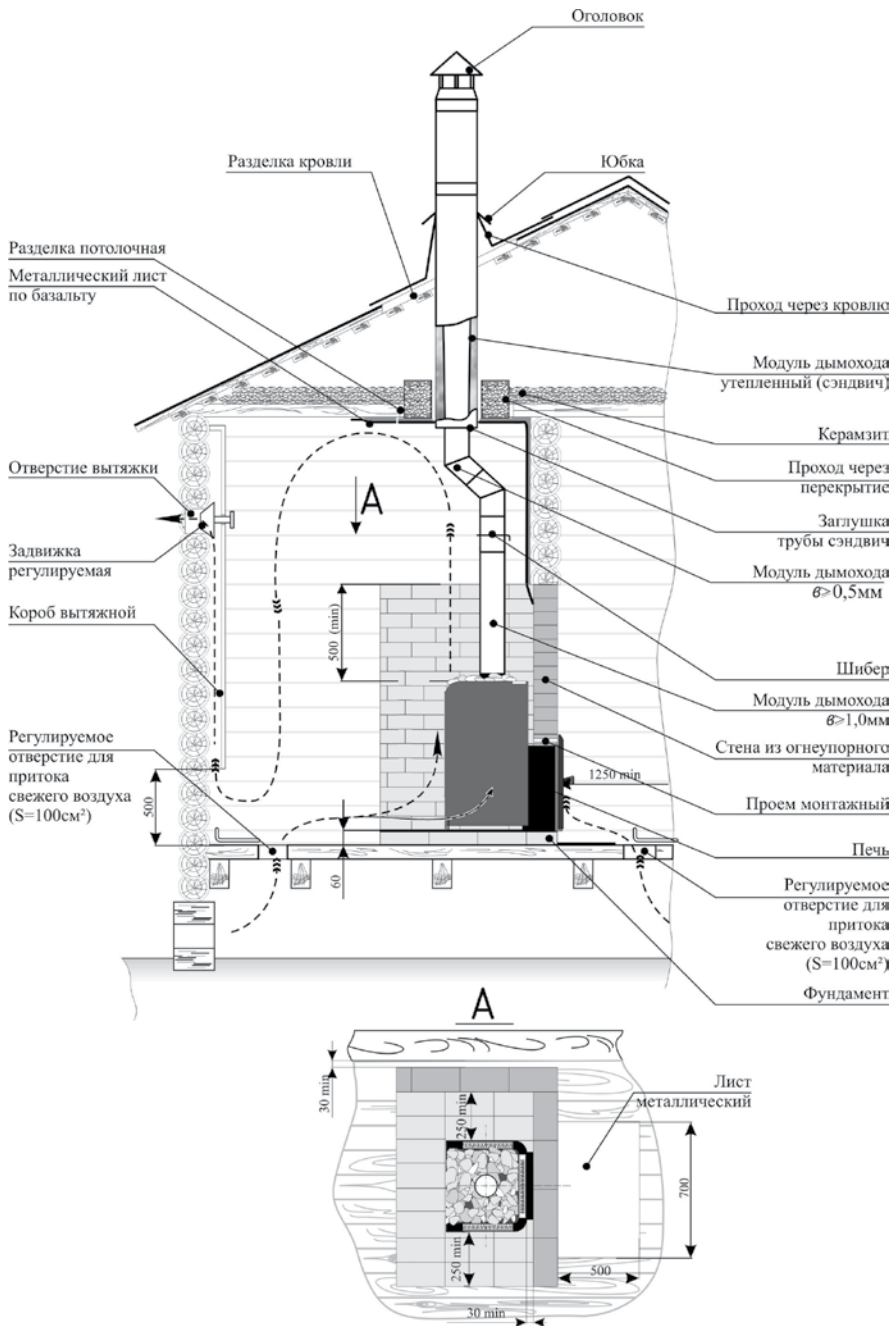 Оголовок
Разделка кровли
Юбка
Разделка потолочная
Металлический лист
по базальту
Проход через кровлю
Модуль дымохода
утепленный (сэндвич)
Керамзит
Отверстие вытяжки
Проход через
перекрытие
А
Заглушка
трубы сэндвич
Задвижка
регулируемая
Модуль дымохода
в≥0,5мм
Короб вытяжной
500 (min)
Шибер
Модуль дымохода
в≥1,0мм
Регулируемое
отверстие для
притока
свежего воздуха
(S=100см²)
Стена из огнеупорного
материала
1250 min
500
Проем монтажный
Печь
60
Регулируемое
отверстие для
притока
свежего воздуха
(S=100см²)
Фундамент
А
30 min
Лист
металлический
250 min
700
250 min
500
30 min